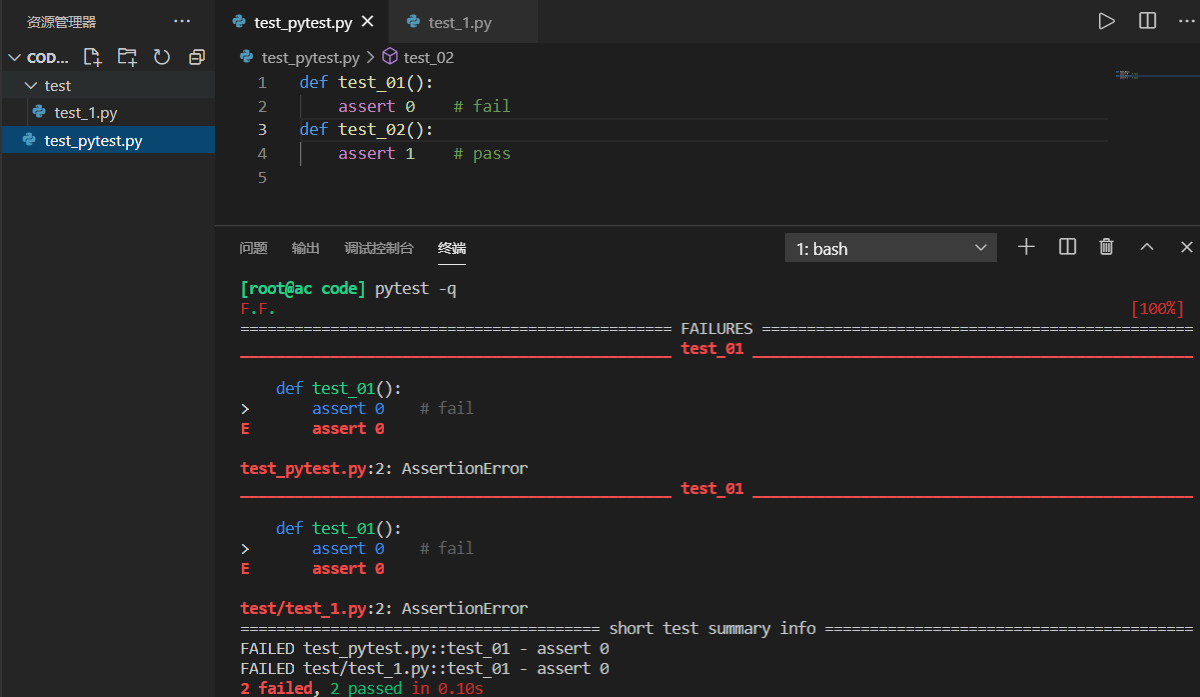 资源管理器 ···
test_pytest.py
test_1.py
COD...
test
test_1.py
test_pytest.py
test_pytest.py > test_02
1 def test_01():
2     assert 0    # fail
3 def test_02():
4     assert 1    # pass
5
问题 输出 调试控制台 终端
1: bash
[root@ac code] pytest -q
F.F. [100%]
================================================ FAILURES ================================================
________________________________________________ test_01 _________________________________________________
    def test_01():
>       assert 0    # fail
E       assert 0
test_pytest.py:2: AssertionError
________________________________________________ test_01 _________________________________________________
    def test_01():
>       assert 0    # fail
E       assert 0
test/test_1.py:2: AssertionError
======================================== short test summary info =========================================
FAILED test_pytest.py::test_01 - assert 0
FAILED test/test_1.py::test_01 - assert 0
2 failed, 2 passed in 0.10s